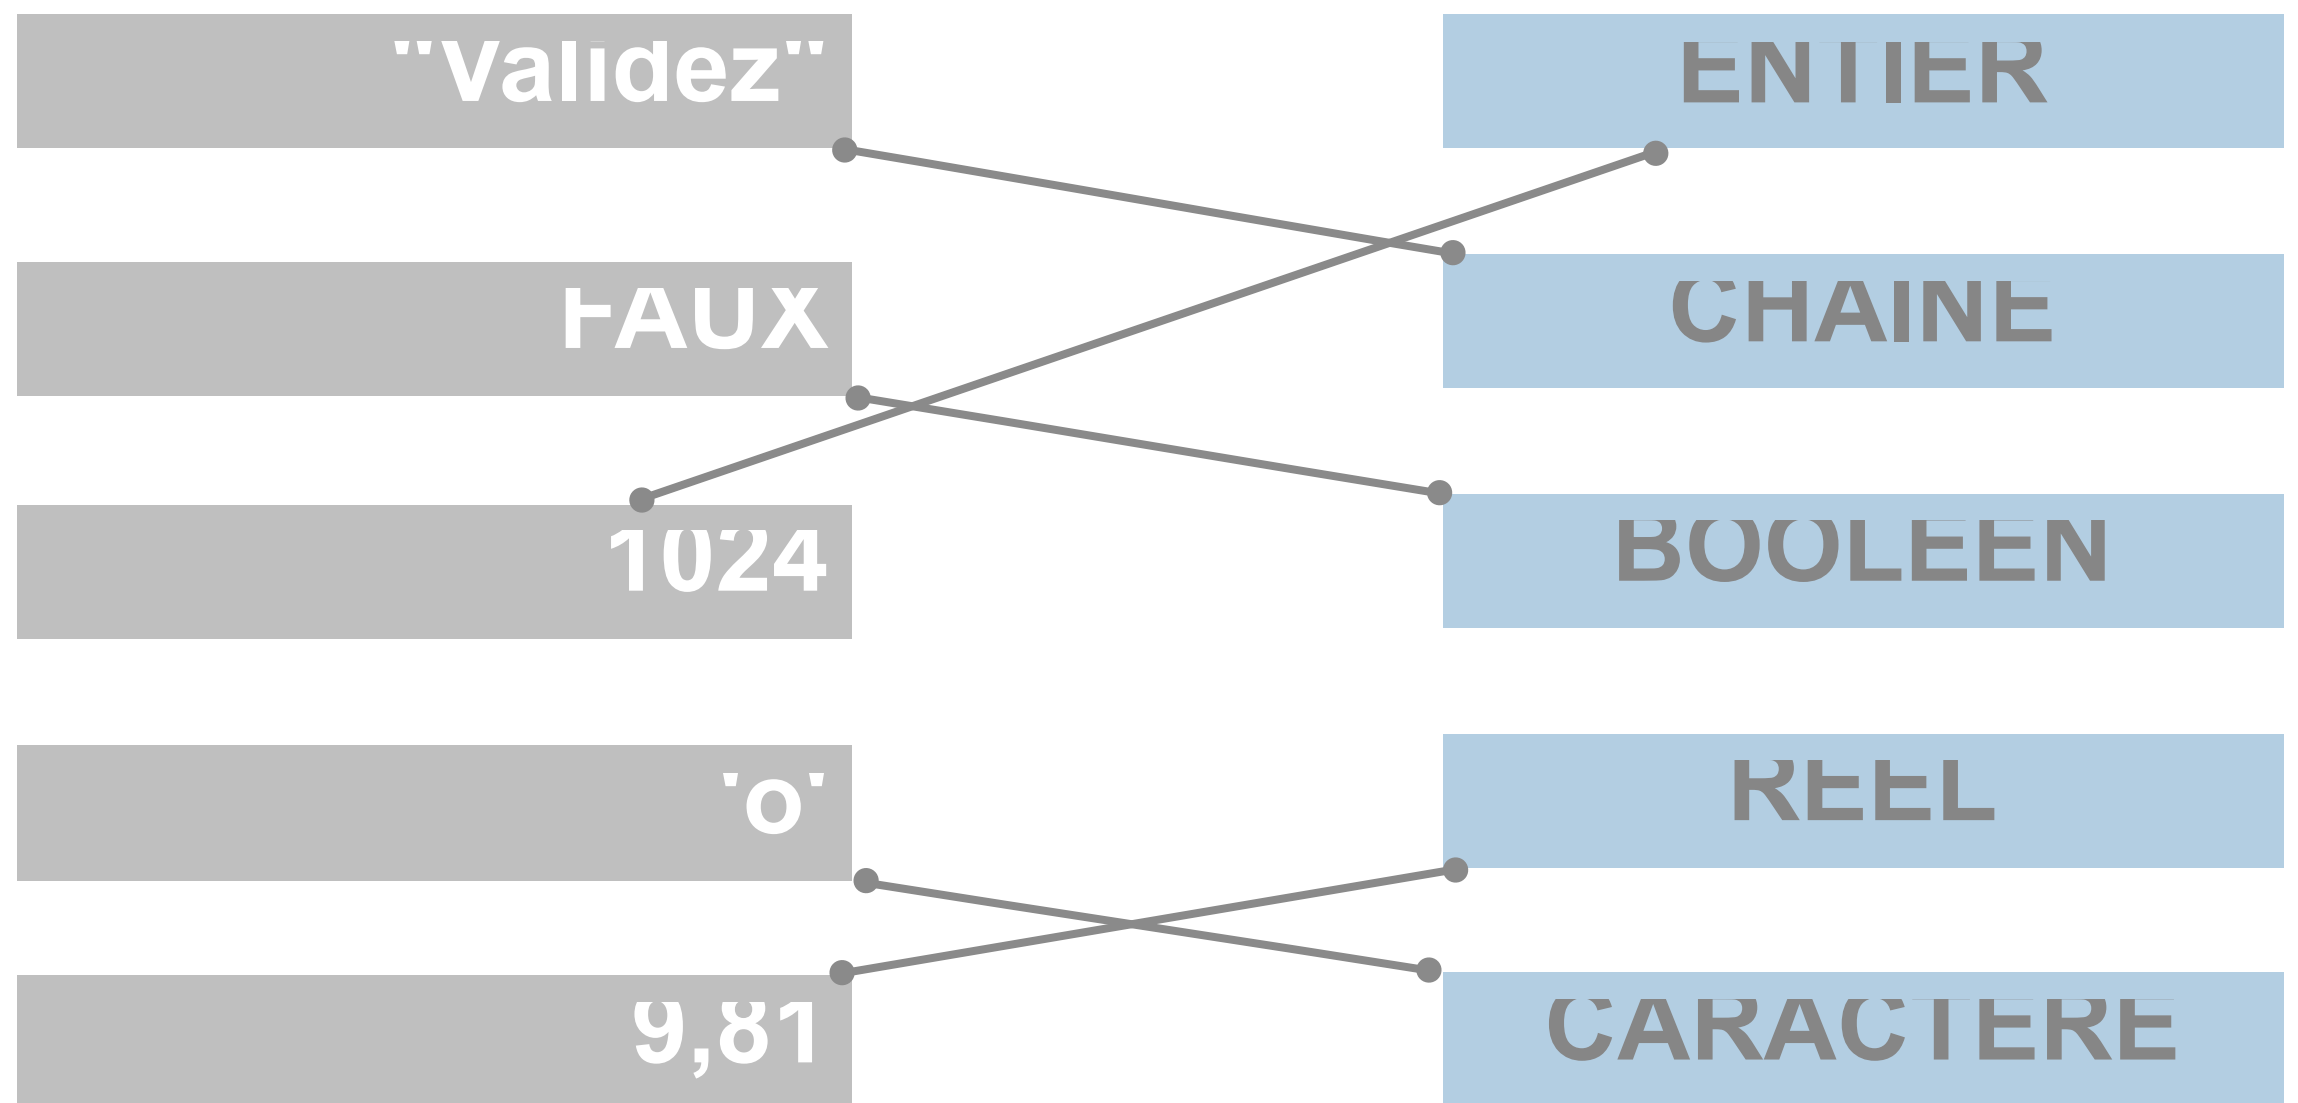 "Validez"
ENTIER
FAUX
CHAINE
1024
BOOLEEN
'o'
REEL
9,81
CARACTERE